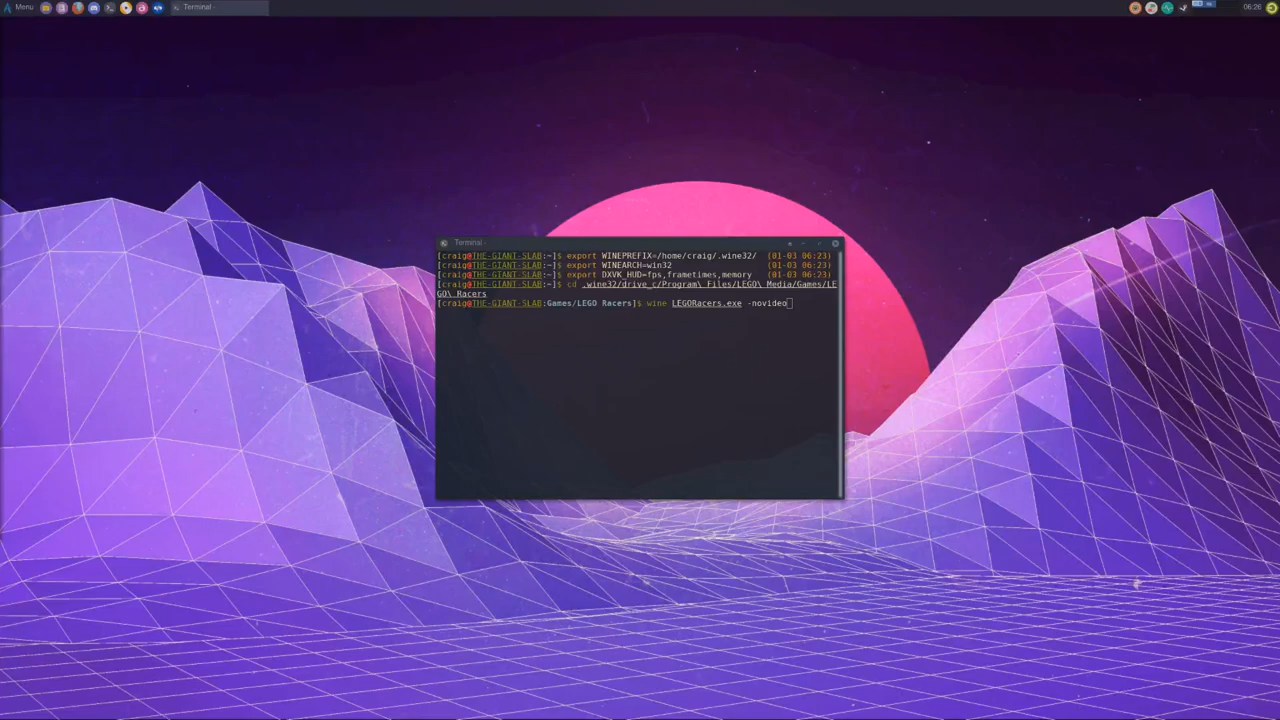 Menu
Terminal -
06:26
Terminal -
[craig@THE-GIANT-SLAB:~]$ export WINEPREFIX=/home/craig/.wine32/ (01-03 06:23)
[craig@THE-GIANT-SLAB:~]$ export WINEARCH=win32 (01-03 06:23)
[craig@THE-GIANT-SLAB:~]$ export DXVK_HUD=fps,frametimes,memory (01-03 06:23)
[craig@THE-GIANT-SLAB:~]$ cd .wine32/drive_c/Program\ Files/LEGO\ Media/Games/LE
GO\ Racers
[craig@THE-GIANT-SLAB:Games/LEGO Racers]$ wine LEGORacers.exe -novideo